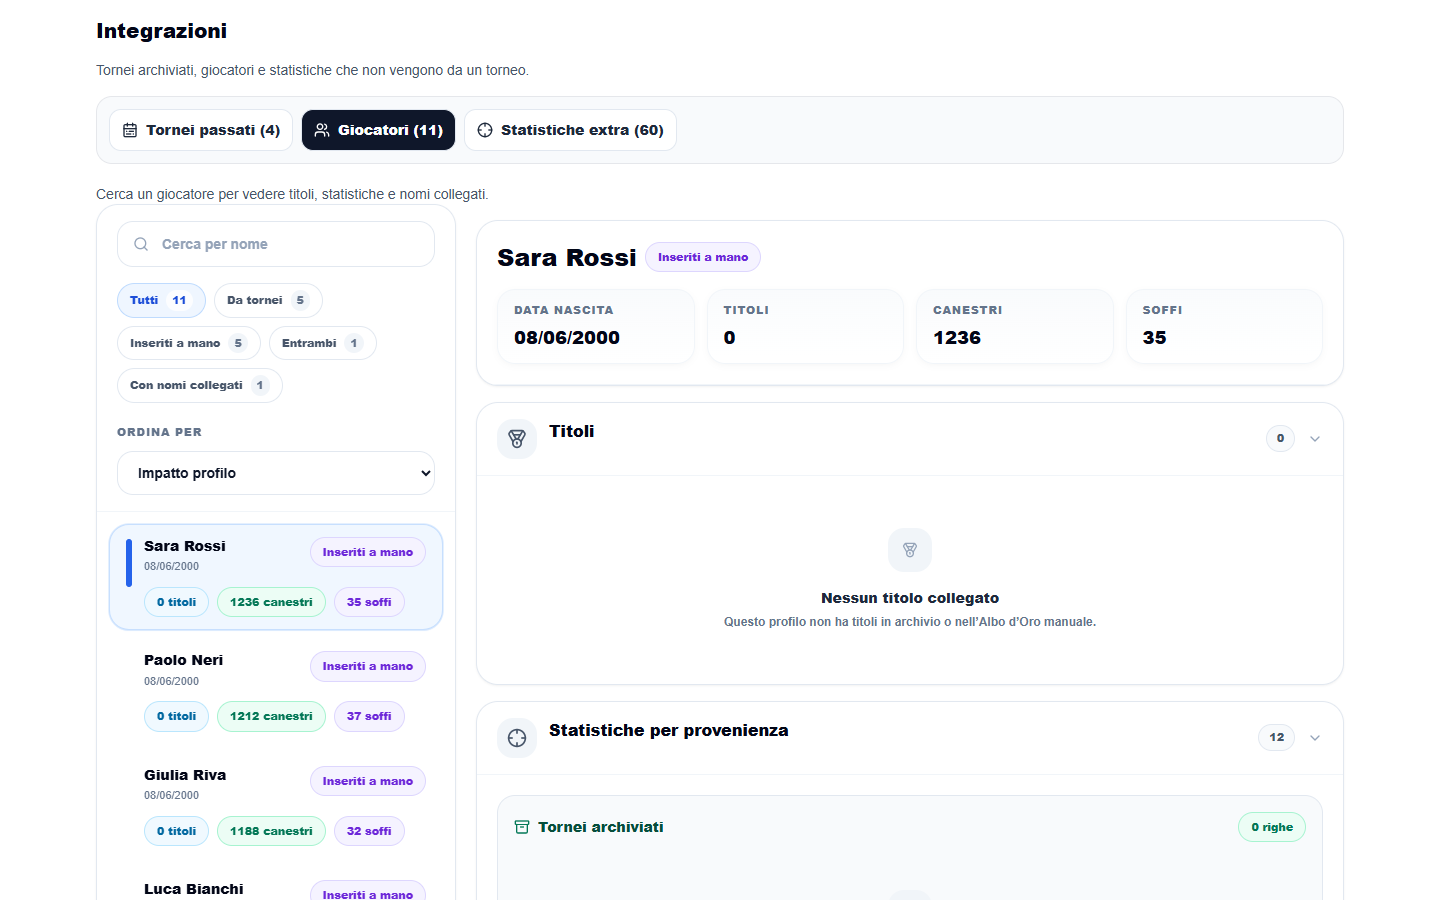 Integrazioni
Tornei archiviati, giocatori e statistiche che non vengono da un torneo.
Tornei passati (4)
Giocatori (11)
Statistiche extra (60)
Cerca un giocatore per vedere titoli, statistiche e nomi collegati.
Cerca per nome
Tutti 11
Da tornei 5
Inseriti a mano 5
Entrambi 1
Con nomi collegati 1
ORDINA PER
Impatto profilo
Sara Rossi
Inseriti a mano
08/06/2000
0 titoli
1236 canestri
35 soffi
Paolo Neri
Inseriti a mano
08/06/2000
0 titoli
1212 canestri
37 soffi
Giulia Riva
Inseriti a mano
08/06/2000
0 titoli
1188 canestri
32 soffi
Luca Bianchi
Inseriti a mano
Sara Rossi
Inseriti a mano
DATA NASCITA
08/06/2000
TITOLI
0
CANESTRI
1236
SOFFI
35
Titoli
0
Nessun titolo collegato
Questo profilo non ha titoli in archivio o nell’Albo d’Oro manuale.
Statistiche per provenienza
12
Tornei archiviati
0 righe